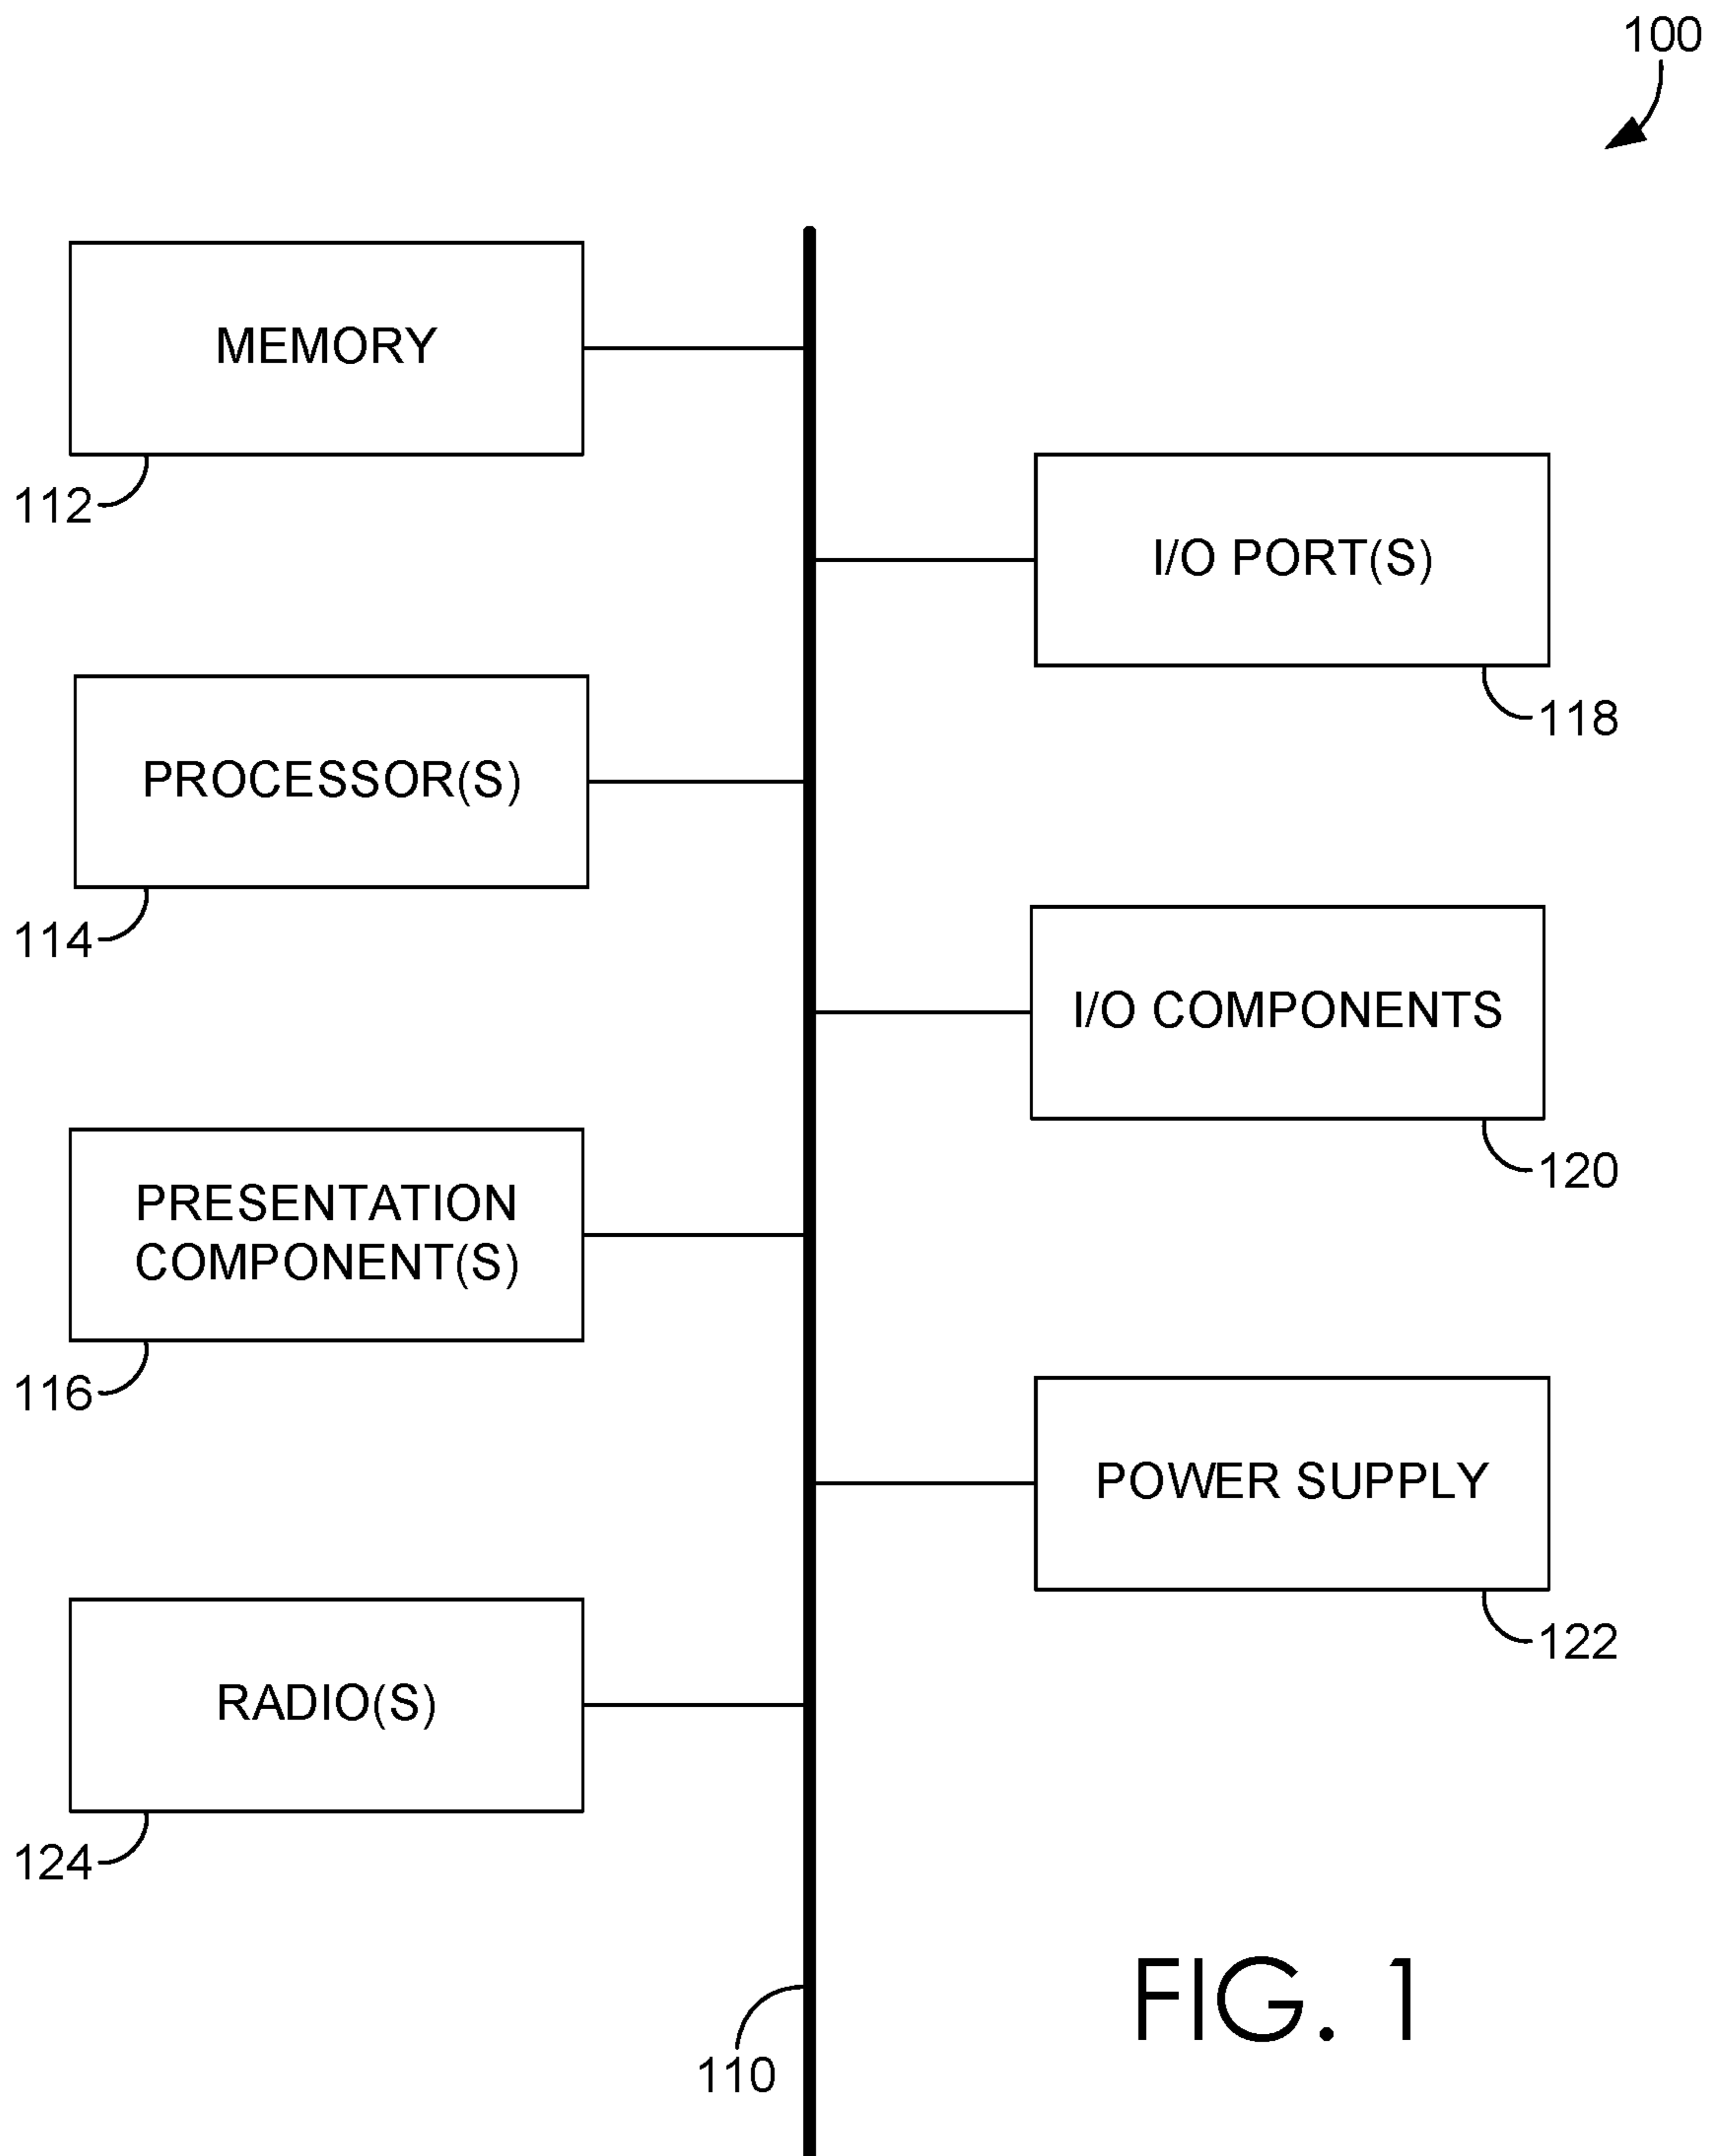 100
MEMORY
112
I/O PORT(S)
118
PROCESSOR(S)
114
I/O COMPONENTS
120
PRESENTATION
COMPONENT(S)
116
POWER SUPPLY
122
RADIO(S)
124
110
FIG. 1